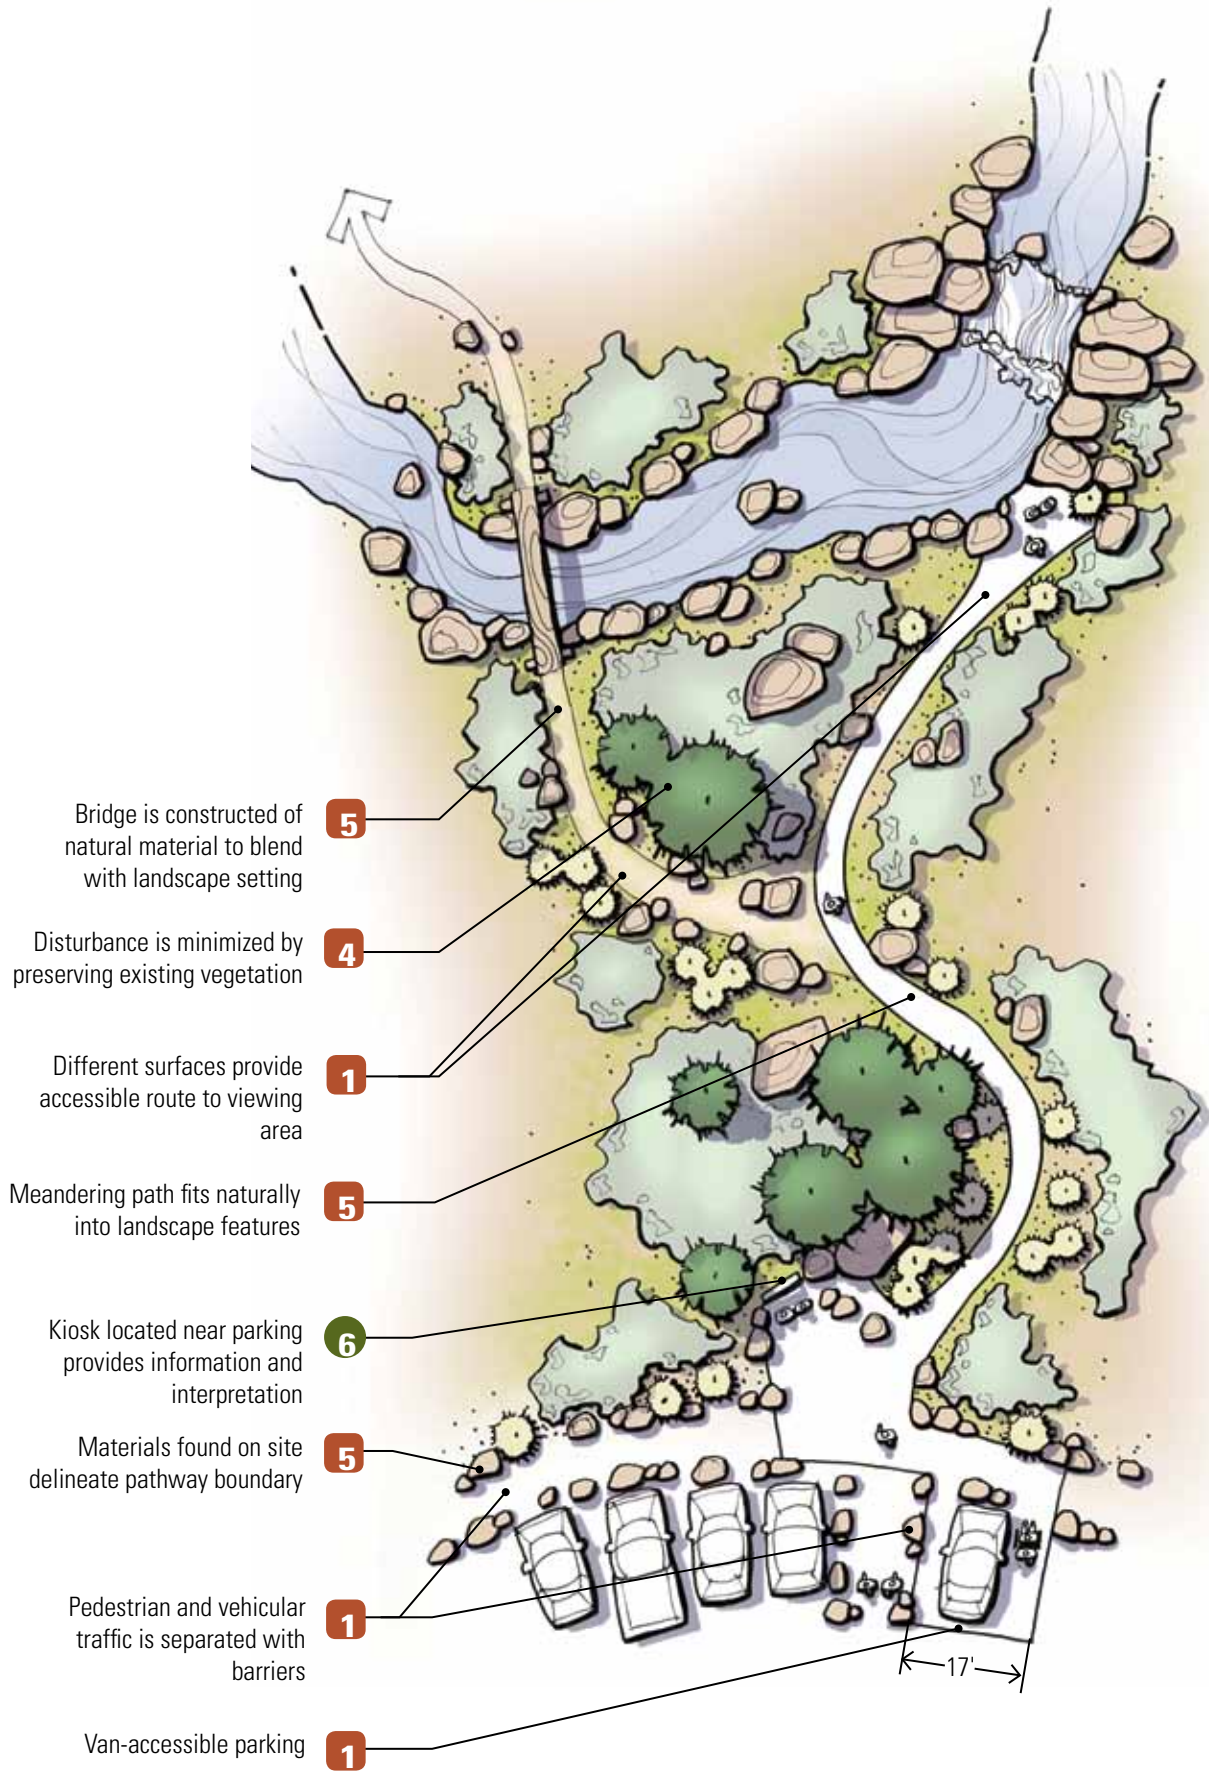 Bridge is constructed of
natural material to blend
with landscape setting
5
Disturbance is minimized by
preserving existing vegetation
4
Different surfaces provide
accessible route to viewing
area
1
Meandering path fits naturally
into landscape features
5
Kiosk located near parking
provides information and
interpretation
6
Materials found on site
delineate pathway boundary
5
Pedestrian and vehicular
traffic is separated with
barriers
1
17'
Van-accessible parking
1